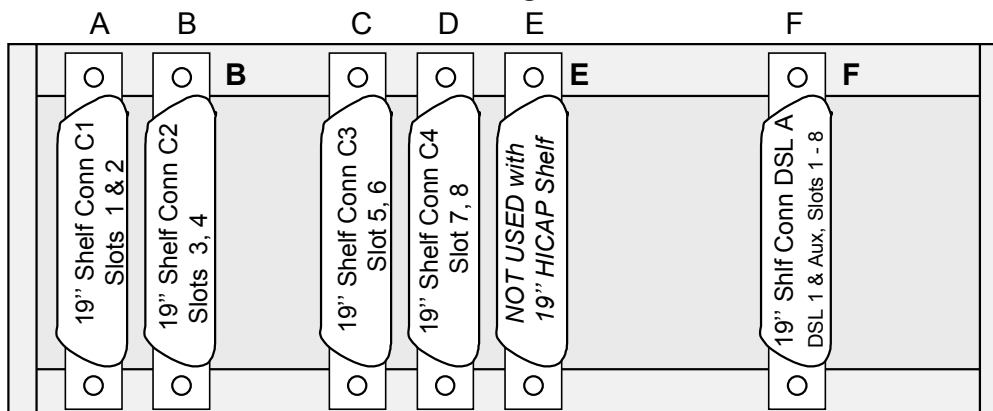 A B C D E F
B E F
19” Shelf Conn C1
Slots 1 & 2
19” Shelf Conn C2
Slots 3, 4
19” Shelf Conn C3
Slot 5, 6
19” Shelf Conn C4
Slot 7, 8
NOT USED with
19” HICAP Shelf
19” Shlf Conn DSL A
DSL 1 & Aux, Slots 1 - 8